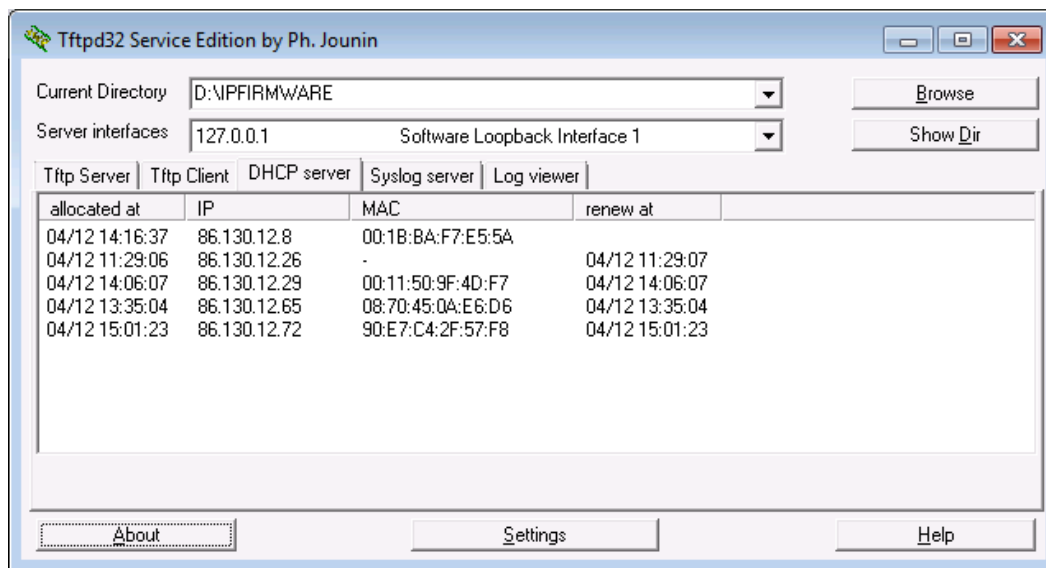 Tftpd32 Service Edition by Ph. Jounin
Current Directory D:\IPFIRMWARE Browse
Server interfaces 127.0.0.1 Software Loopback Interface 1 Show Dir
Tftp Server Tftp Client DHCP server Syslog server Log viewer
allocated at IP MAC renew at
04/12 14:16:37 86.130.12.8 00:1B:BA:F7:E5:5A
04/12 11:29:06 86.130.12.26 - 04/12 11:29:07
04/12 14:06:07 86.130.12.29 00:11:50:9F:4D:F7 04/12 14:06:07
04/12 13:35:04 86.130.12.65 08:70:45:0A:E6:D6 04/12 13:35:04
04/12 15:01:23 86.130.12.72 90:E7:C4:2F:57:F8 04/12 15:01:23
About Settings Help